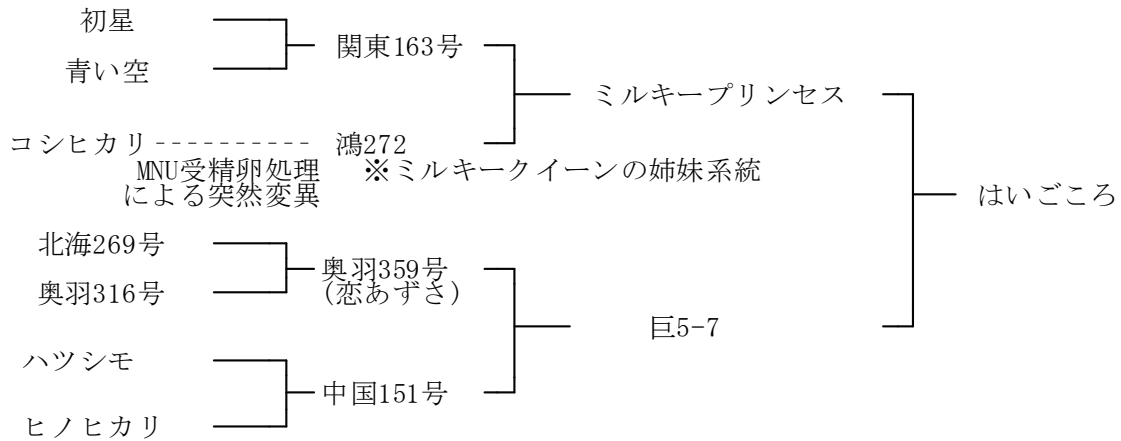 初星
関東163号
青い空
ミルキープリンセス
コシヒカリ
鴻272
MNU受精卵処理
による突然変異
※ミルキークイーンの姉妹系統
はいごころ
北海269号
奥羽359号
(恋あずさ)
奥羽316号
巨5-7
ハツシモ
中国151号
ヒノヒカリ